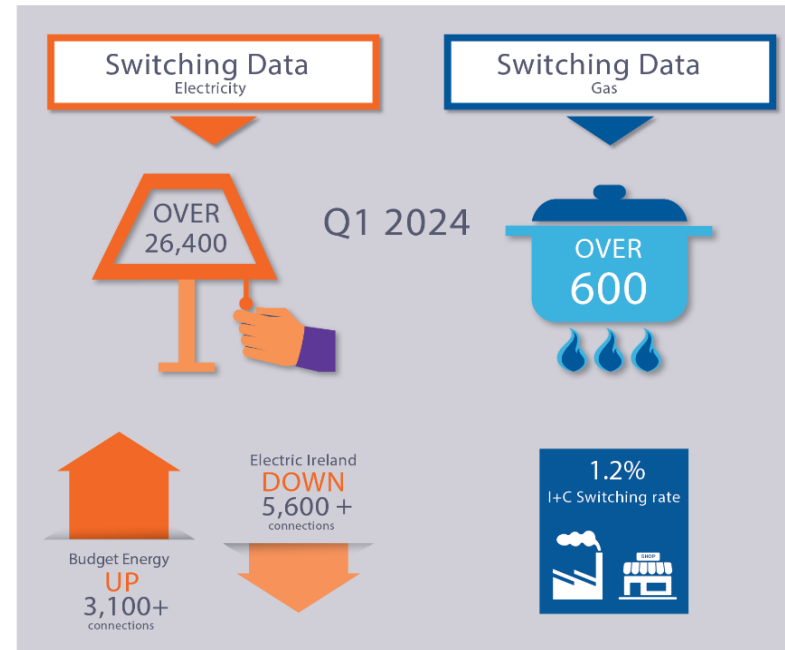 Switching Data
Electricity
Switching Data
Gas
OVER
26,400
Q1 2024
OVER
600
Budget Energy
UP
3,100+
connections
Electric Ireland
DOWN
5,600 +
connections
1.2%
I+C Switching rate
SHOP